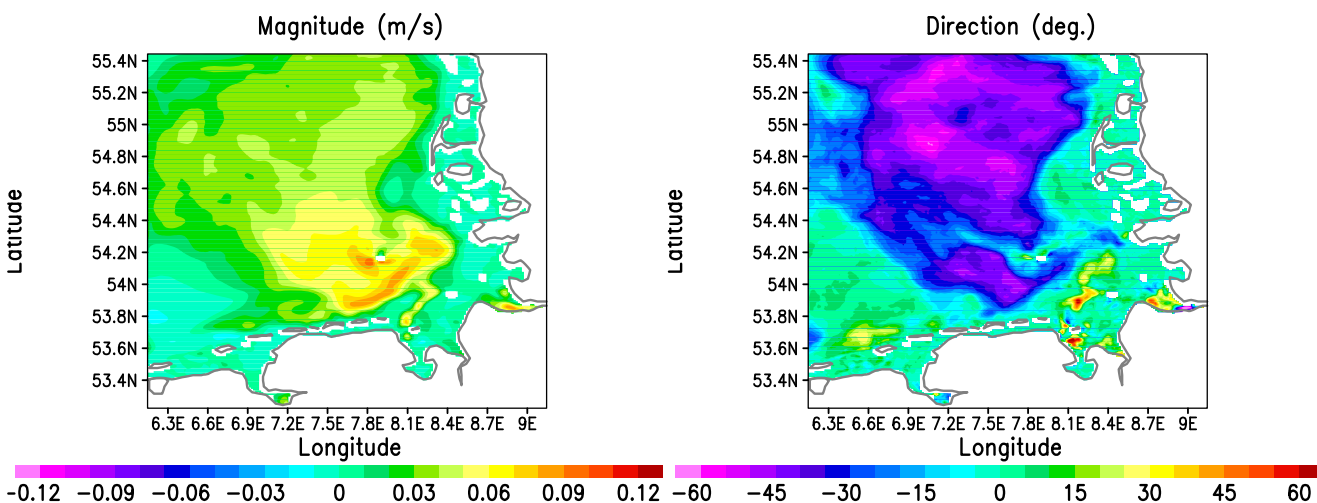 Magnitude (m/s)
Direction (deg.)
55.4N
55.2N
55N
54.8N
54.6N
54.4N
54.2N
54N
53.8N
53.6N
53.4N
Latitude
6.3E 6.6E 6.9E 7.2E 7.5E 7.8E 8.1E 8.4E 8.7E 9E
Longitude
-0.12 -0.09 -0.06 -0.03 0 0.03 0.06 0.09 0.12
55.4N
55.2N
55N
54.8N
54.6N
54.4N
54.2N
54N
53.8N
53.6N
53.4N
Latitude
6.3E 6.6E 6.9E 7.2E 7.5E 7.8E 8.1E 8.4E 8.7E 9E
Longitude
-60 -45 -30 -15 0 15 30 45 60